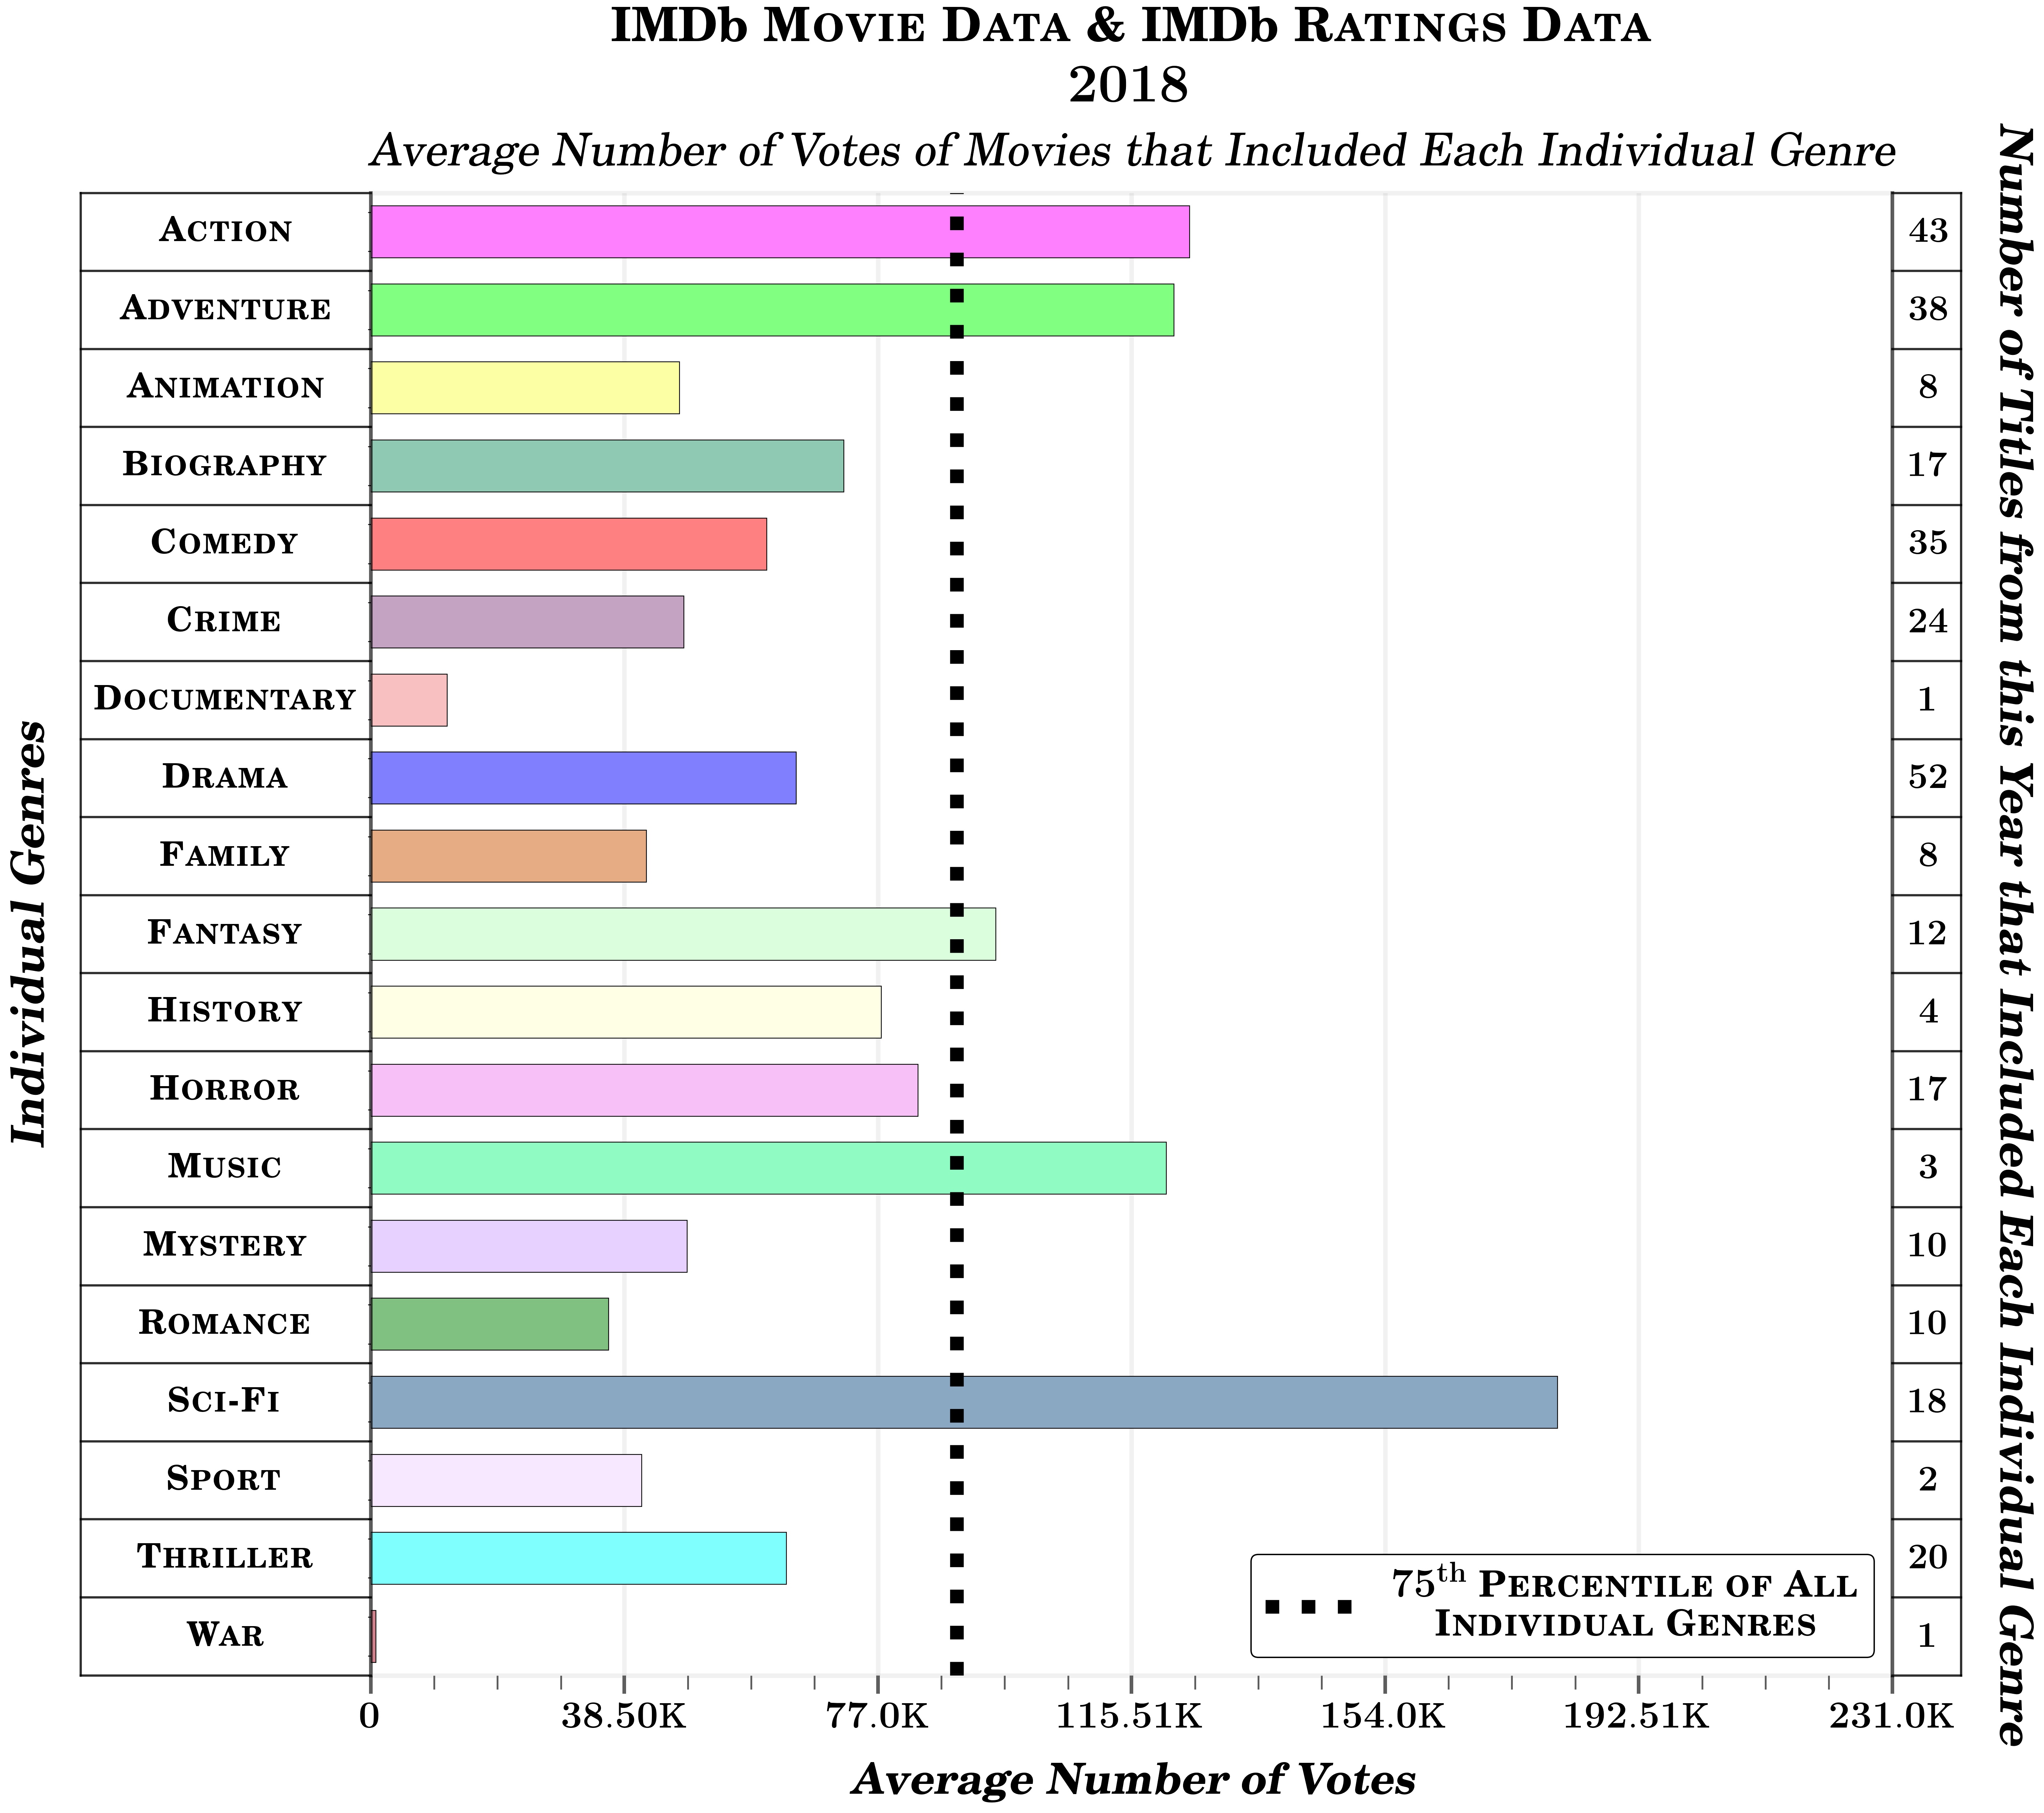 IMDb MOVIE DATA & IMDb RATINGS DATA
2018
Average Number of Votes of Movies that Included Each Individual Genre
Individual Genres
ACTION 43
ADVENTURE 38
ANIMATION 8
BIOGRAPHY 17
COMEDY 35
CRIME 24
DOCUMENTARY 1
DRAMA 52
FAMILY 8
FANTASY 12
HISTORY 4
HORROR 17
MUSIC 3
MYSTERY 10
ROMANCE 10
SCI-FI 18
SPORT 2
THRILLER 20
WAR 1
75th PERCENTILE OF ALL
INDIVIDUAL GENRES
0 38.50K 77.0K 115.51K 154.0K 192.51K 231.0K
Average Number of Votes
Number of Titles from this Year that Included Each Individual Genre